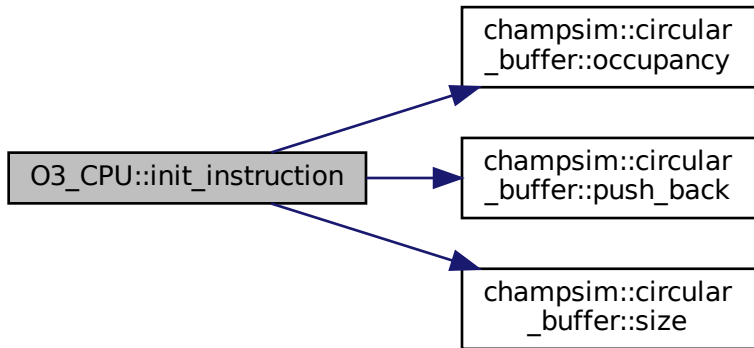 champsim::circular
_buffer::occupancy
O3_CPU::init_instruction
champsim::circular
_buffer::push_back
champsim::circular
_buffer::size